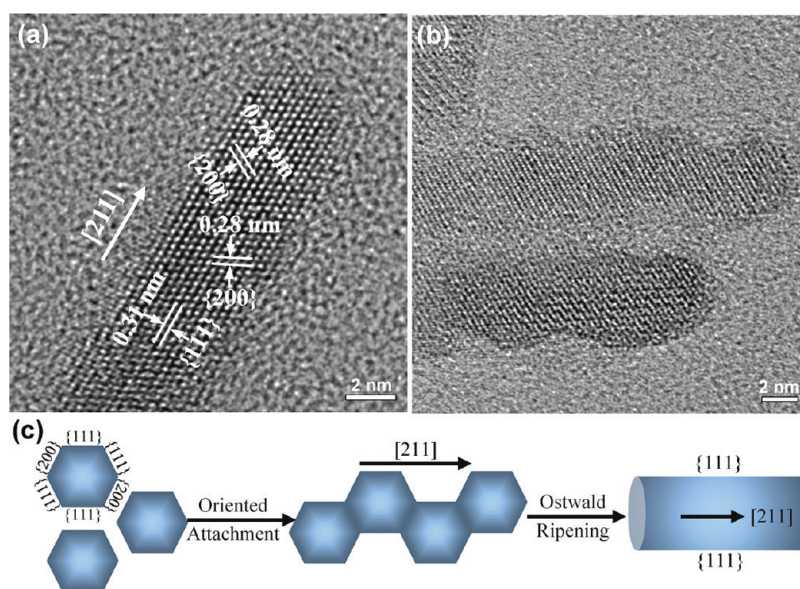 (a)
0.28 nm
{200}
[211]
0.28 nm
{200}
0.31 nm
{111}
2 nm
(b)
2 nm
(c)
{111}
{200}
{111}
{111}
{200}
{111}
Oriented
Attachment
[211]
Ostwald
Ripening
{111}
[211]
{111}